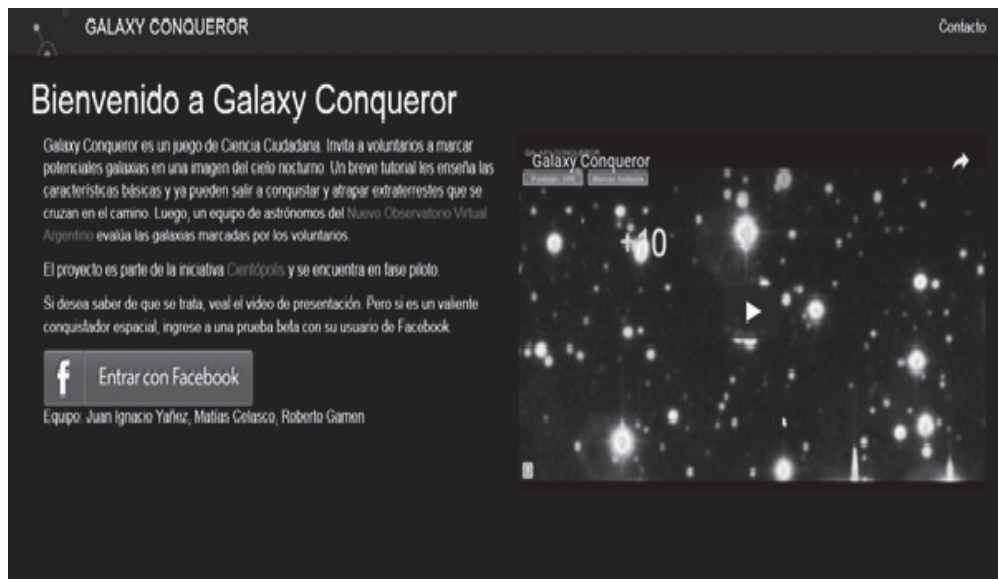 GALAXY CONQUEROR
Contacto
Bienvenido a Galaxy Conqueror
Galaxy Conqueror es un juego de Ciencia Ciudadana. Invita a voluntarios a marcar
potenciales galaxias en una imagen del cielo nocturno. Un breve tutorial les enseña las
características básicas y ya pueden salir a conquistar y atrapar extraterrestes que se
cruzan en el camino. Luego, un equipo de astrónomos del Nuevo Observatorio Virtual
Argentino evalúa las galaxias marcadas por los voluntarios.
El proyecto es parte de la iniciativa Cientópolis y se encuentra en fase piloto.
Si desea saber de que se trata, veal el video de presentación. Pero si es un valiente
conquistador espacial, ingrese a una prueba beta con su usuario de Facebook.
f Entrar con Facebook
Equipo: Juan Ignacio Yañez, Matías Celasco, Roberto Gamen
GALAXY CONQUEROR
Galaxy Conqueror
+10